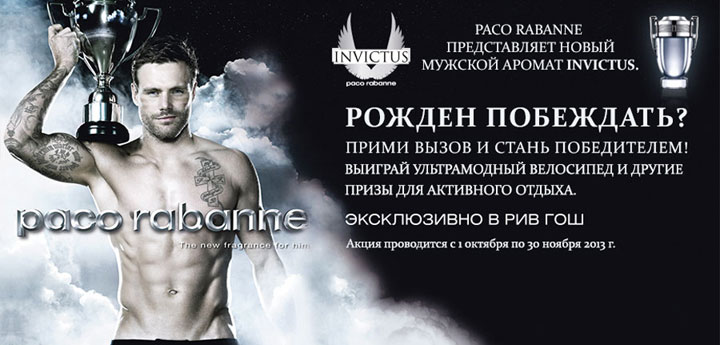 INVICTUS
paco rabanne
PACO RABANNE
ПРЕДСТАВЛЯЕТ НОВЫЙ
МУЖСКОЙ АРОМАТ INVICTUS.
РОЖДЕН ПОБЕЖДАТЬ?
ПРИМИ ВЫЗОВ И СТАНЬ ПОБЕДИТЕЛЕМ!
ВЫИГРАЙ УЛЬТРАМОДНЫЙ ВЕЛОСИПЕД И ДРУГИЕ
ПРИЗЫ ДЛЯ АКТИВНОГО ОТДЫХА.
ЭКСКЛЮЗИВНО В РИВ ГОШ
Акция проводится с 1 октября по 30 ноября 2013 г.
paco rabanne
The new fragrance for him